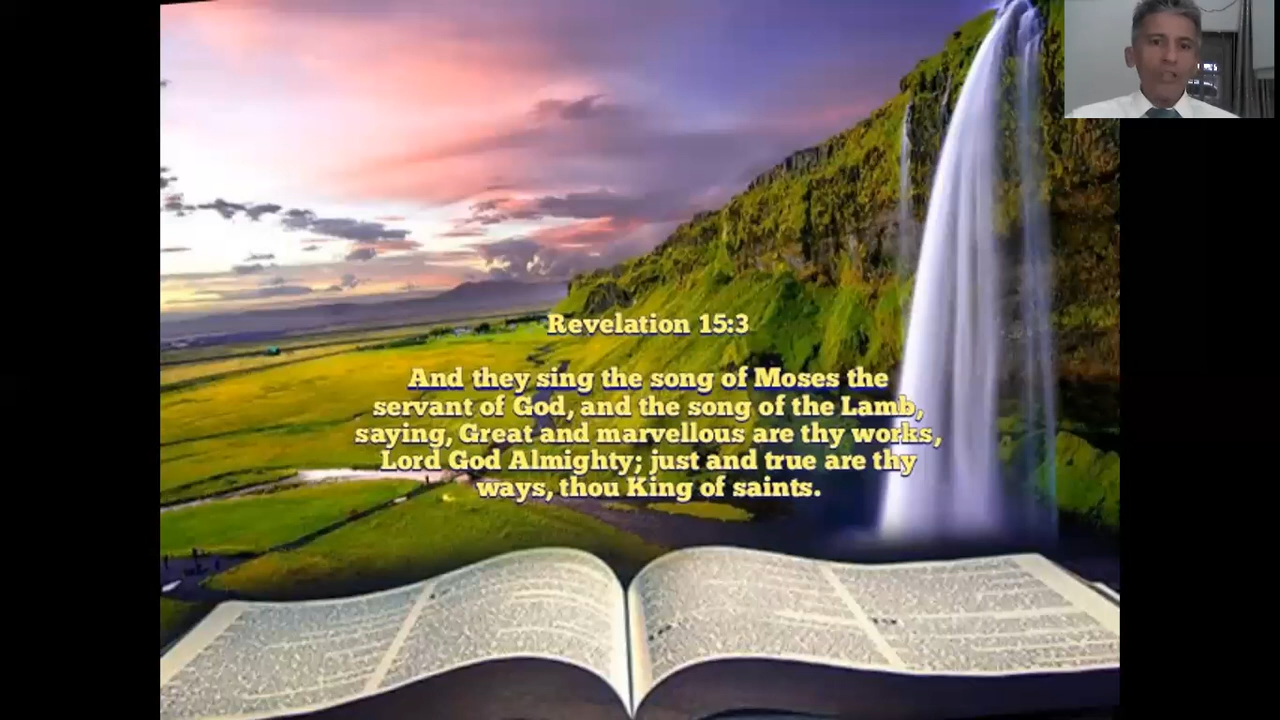 Revelation 15:3
And they sing the song of Moses the
servant of God, and the song of the Lamb,
saying, Great and marvellous are thy works,
Lord God Almighty; just and true are thy
ways, thou King of saints.